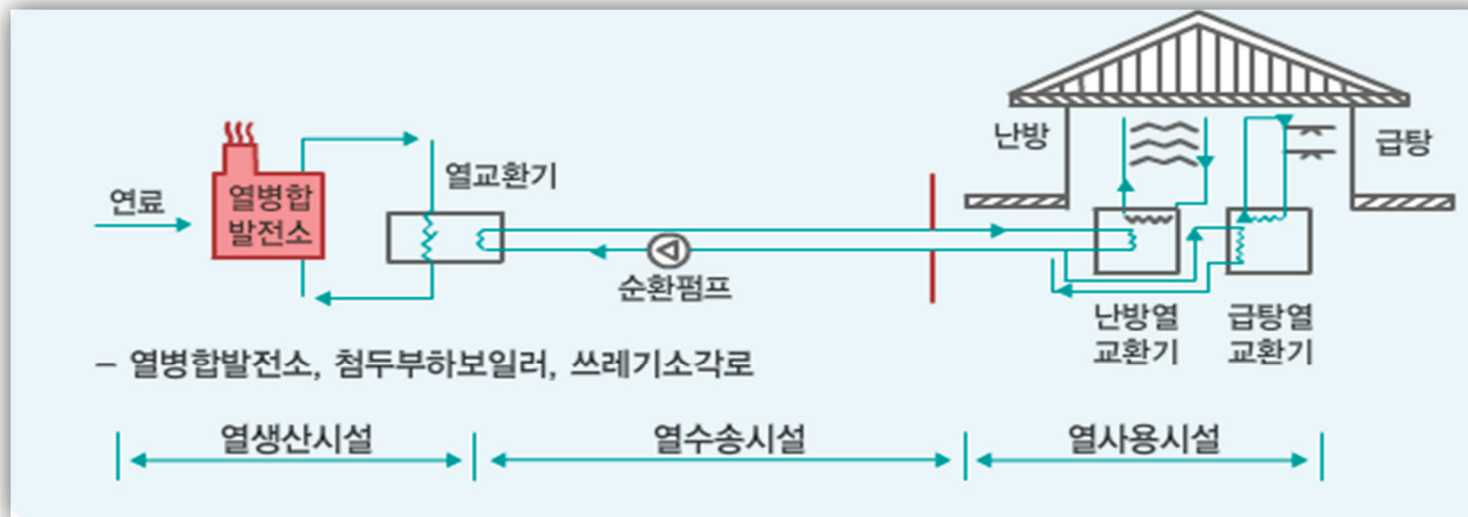 난방
급탕
열교환기
연료
열병합
발전소
순환펌프
난방열
교환기
급탕열
교환기
– 열병합발전소, 첨두부하보일러, 쓰레기소각로
열생산시설
열수송시설
열사용시설